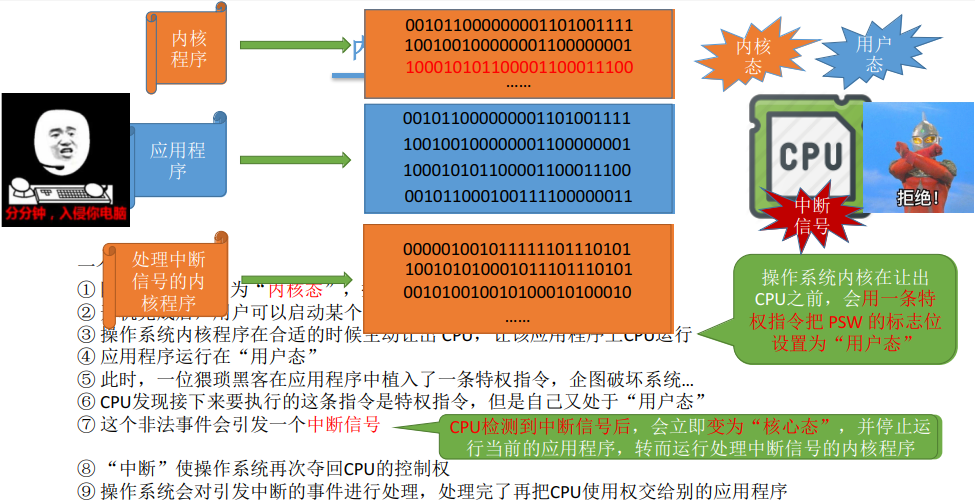 内核
程序
001011000000001101001111
10010010000000110000001
100010101100001100011100
……
内核
态
用户
态
应用程
序
001011000000001101001111
10010010000000110000001
100010101100001100011100
001011000100111100000011
CPU
拒绝！
分分钟，入侵你电脑
中断
信号
处理中断
信号的内
核程序
000001001011111101110101
100101010001011101110101
001010010010100010100010
……
操作系统内核在让出
CPU之前，会用一条特
权指令把 PSW 的标志位
设置为“用户态”
①
为“内核态”，
②
用户可以启动某个
③ 操作系统内核程序在合适的时候主动让出 CPU，让该应用程序上CPU运行
④ 应用程序运行在“用户态”
⑤ 此时，一位猥琐黑客在应用程序中植入了一条特权指令，企图破坏系统…
⑥ CPU发现接下来要执行的这条指令是特权指令，但是自己又处于“用户态”
⑦ 这个非法事件会引发一个中断信号
CPU检测到中断信号后，会立即变为“核心态”，并停止运
行当前的应用程序，转而运行处理中断信号的内核程序
⑧ “中断”使操作系统再次夺回CPU的控制权
⑨ 操作系统会对引发中断的事件进行处理，处理完了再把CPU使用权交给别的应用程序